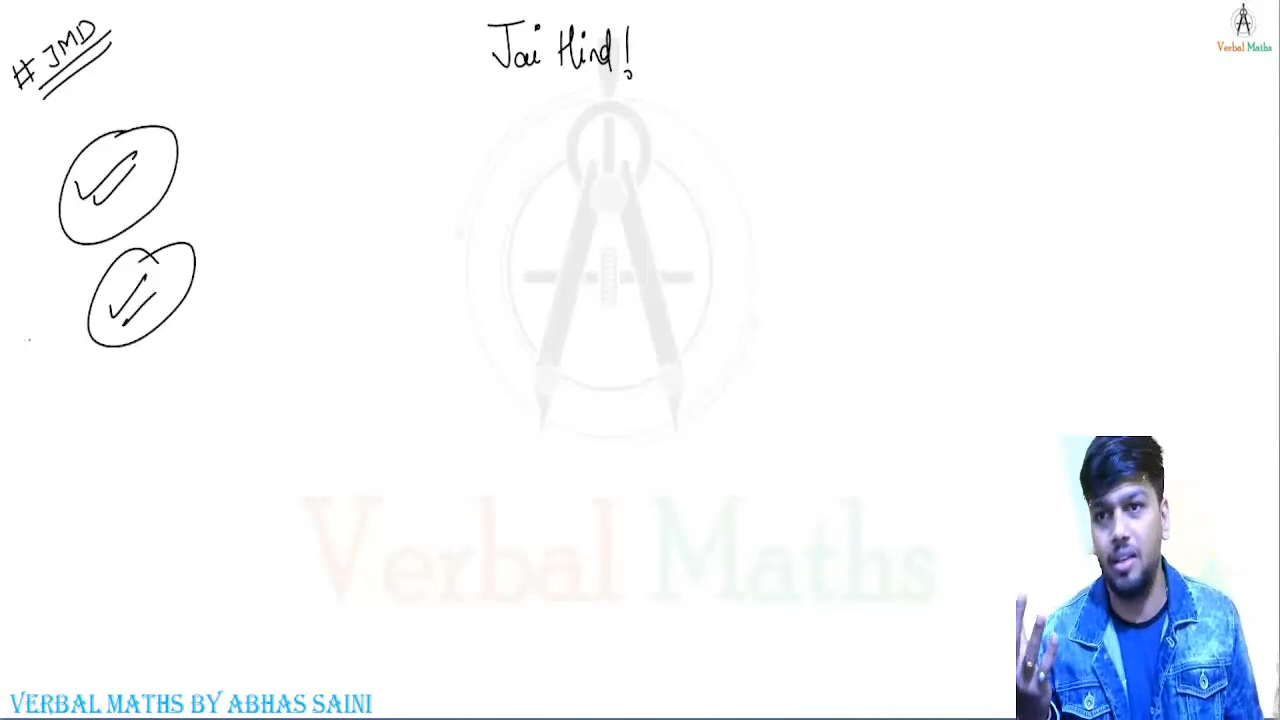 # JMD
Jai Hind!
Verbal Maths
Verbal Maths
VERBAL MATHS BY ABHAS SAINI